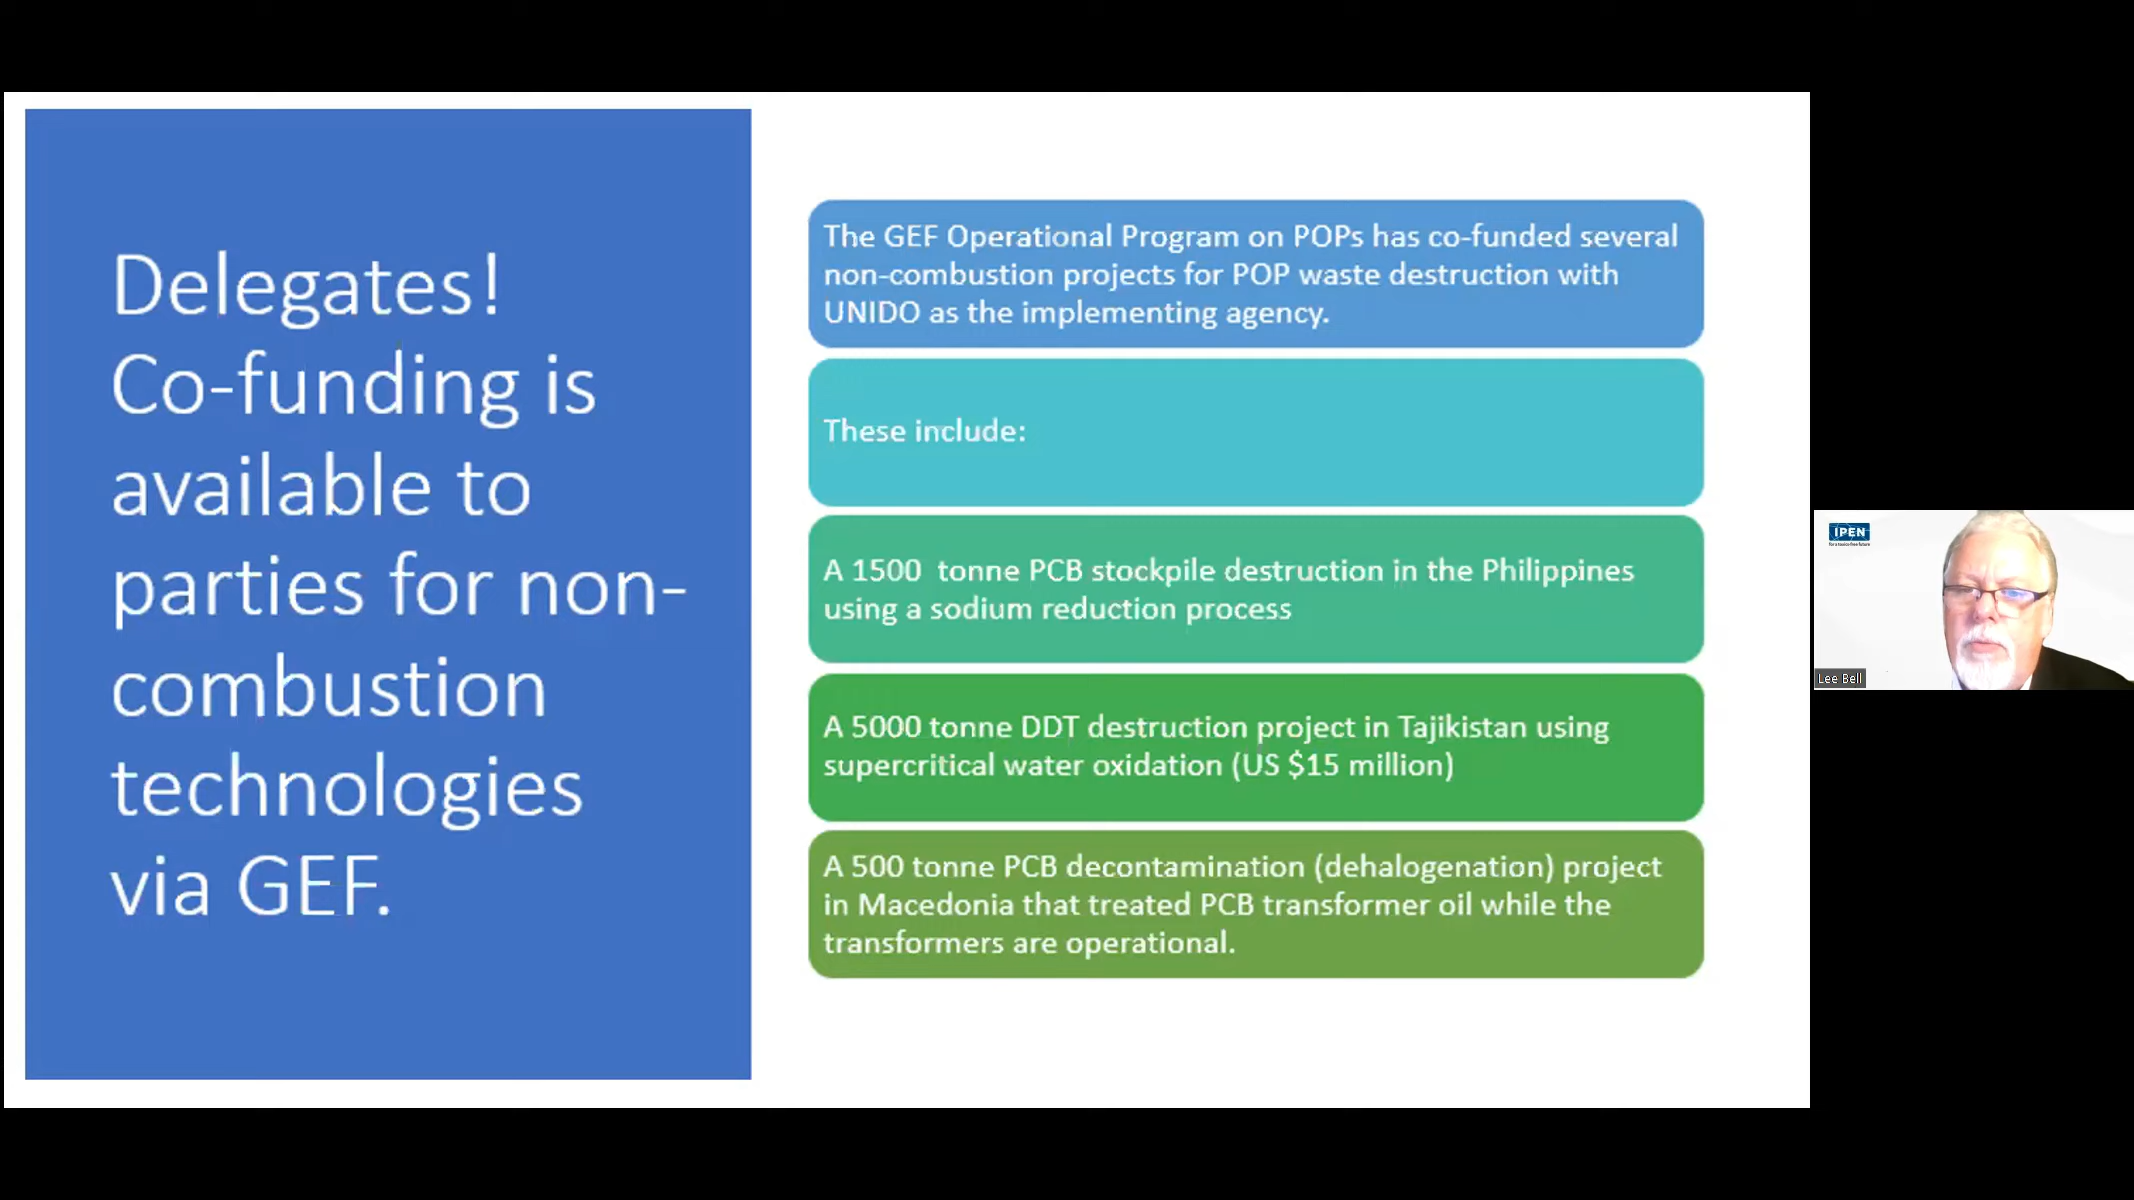 Delegates!
Co-funding is
available to
parties for non-
combustion
technologies
via GEF.
The GEF Operational Program on POPs has co-funded several
non-combustion projects for POP waste destruction with
UNIDO as the implementing agency.
These include:
A 1500 tonne PCB stockpile destruction in the Philippines
using a sodium reduction process
A 5000 tonne DDT destruction project in Tajikistan using
supercritical water oxidation (US $15 million)
A 500 tonne PCB decontamination (dehalogenation) project
in Macedonia that treated PCB transformer oil while the
transformers are operational.
IPEN
for a toxics-free future
Lee Bell